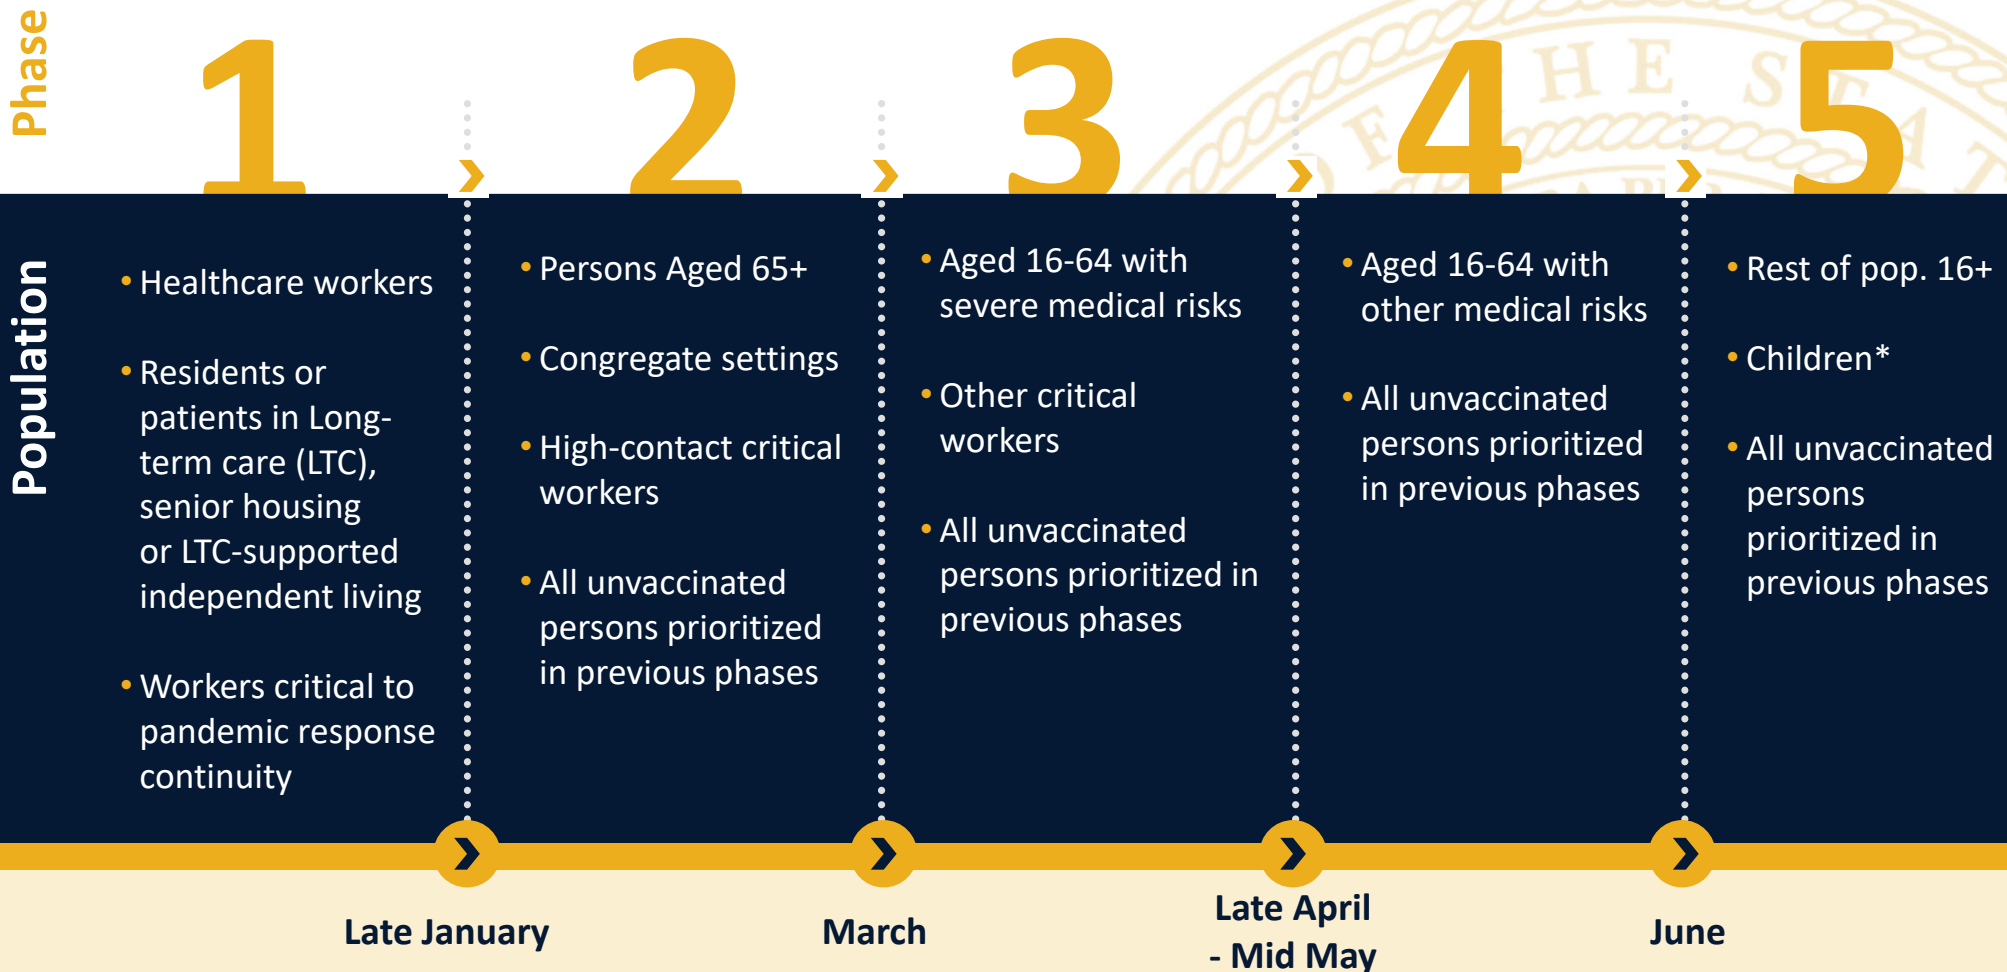 Phase
1
2
3
4
5
THE STAT
DE
Population
• Healthcare workers
• Residents or
patients in Long-
term care (LTC),
senior housing
or LTC-supported
independent living
• Workers critical to
pandemic response
continuity
• Persons Aged 65+
• Congregate settings
• High-contact critical
workers
• All unvaccinated
persons prioritized
in previous phases
• Aged 16-64 with
severe medical risks
• Other critical
workers
• All unvaccinated
persons prioritized in
previous phases
• Aged 16-64 with
other medical risks
• All unvaccinated
persons prioritized
in previous phases
• Rest of pop. 16+
• Children*
• All unvaccinated
persons
prioritized in
previous phases
Late January
March
Late April
- Mid May
June